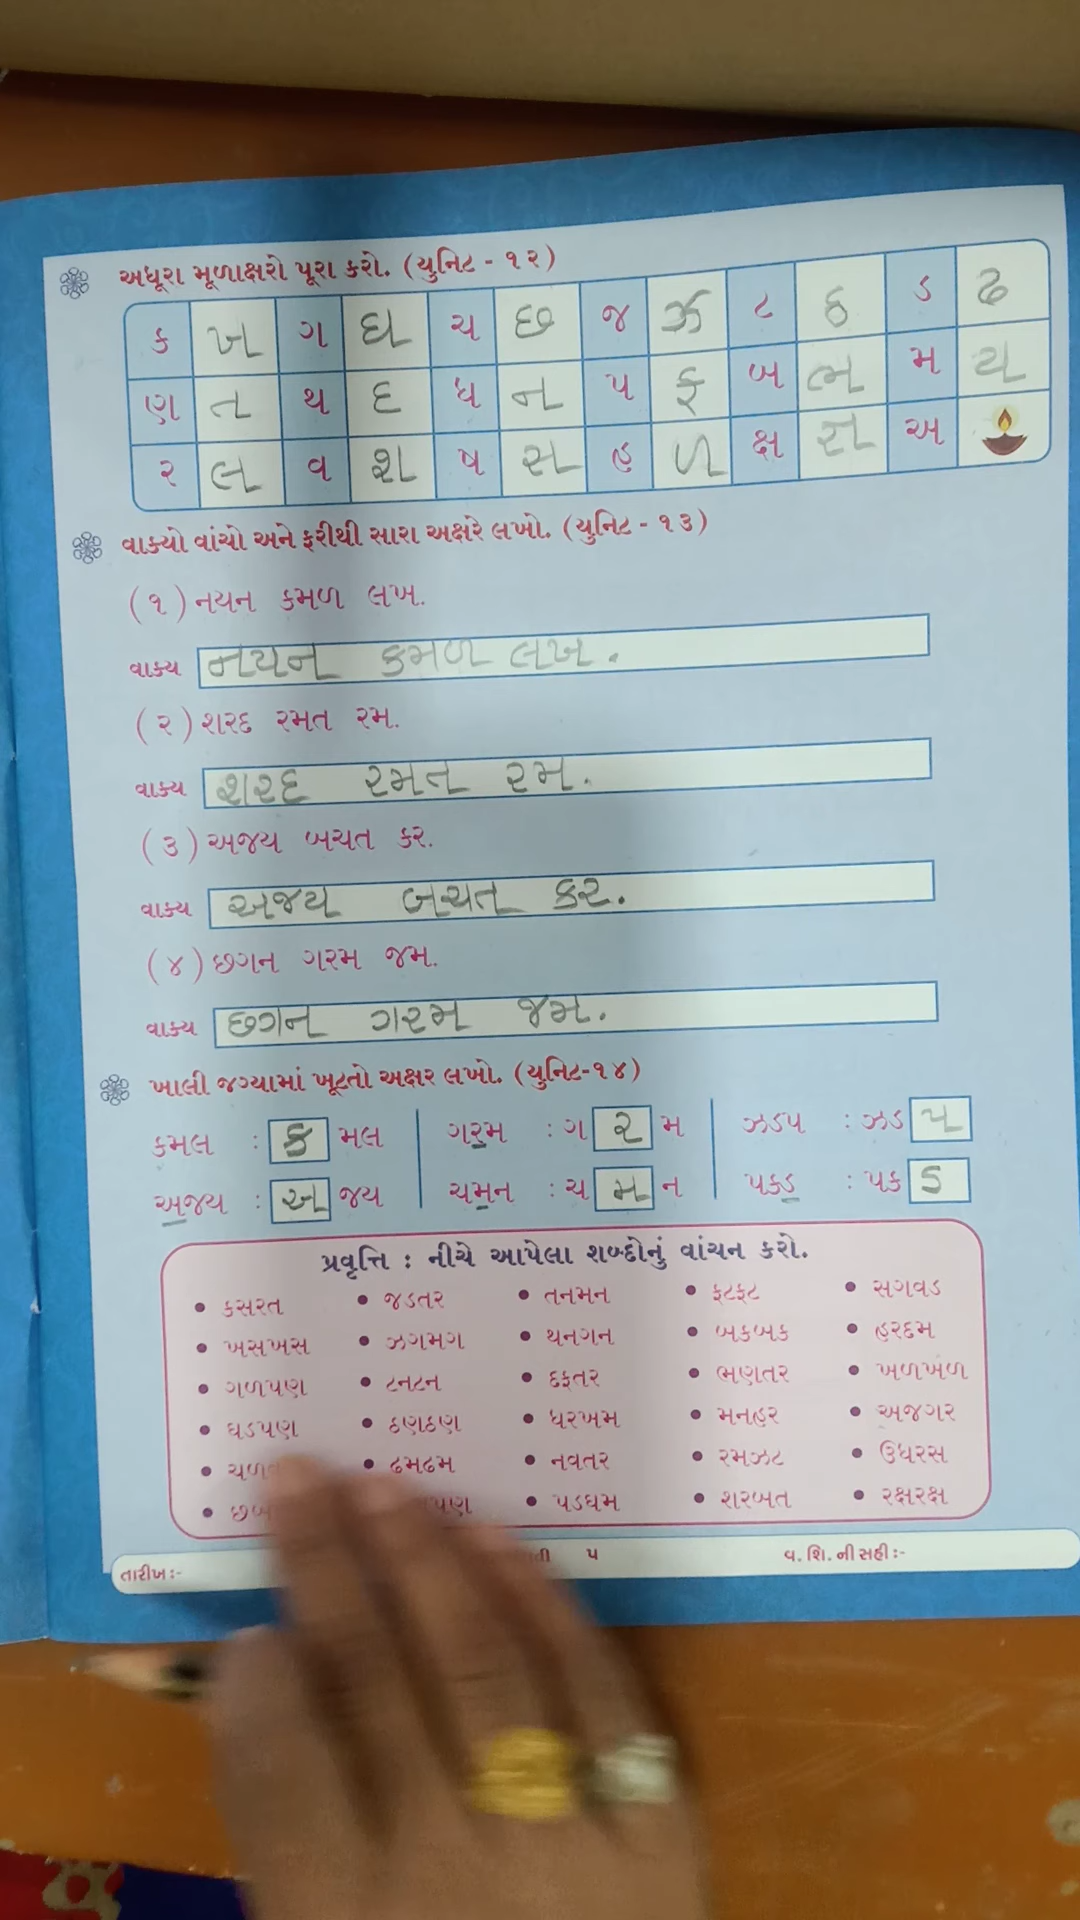 અધૂરા મૂળાક્ષરો પૂરા કરો. (યુનિટ - ૧૨)
ક ખ ગ ઘ ચ છ જ ઝ ટ ઠ ડ ઢ
ણ ત થ દ ધ ન પ ફ બ ભ મ ય
ર લ વ શ ષ સ હ ળ ક્ષ જ્ઞ અ
વાક્યો વાંચો અને ફરીથી સારા અક્ષરે લખો. (યુનિટ - ૧૩)
(૧) નયન કમળ લખ.
વાક્ય નયન કમળ લખ.
(૨) શરદ રમત રમ.
વાક્ય શરદ રમત રમ.
(૩) અજય બચત કર.
વાક્ય અજય બચત કર.
(૪) છગન ગરમ જમ.
વાક્ય છગન ગરમ જમ.
ખાલી જગ્યામાં ખૂટતો અક્ષર લખો. (યુનિટ-૧૪)
કમલ : ક મલ ગરમ : ગ ર મ ઝડપ : ઝડ પ
અજય : અ જય ચમન : ચ મ ન પકડ : પક ડ
પ્રવૃત્તિ : નીચે આપેલા શબ્દોનું વાંચન કરો.
• કસરત • જડતર • તનમન • ફટફટ • સગવડ
• ખસખસ • ઝગમગ • થનગન • બકબક • હરદમ
• ગળપણ • ટનટન • દફતર • ભણતર • ખળખળ
• ઘડપણ • ઠણઠણ • ધરખમ • મનહર • અજગર
• • ઢમઢમ • નવતર • રમઝટ • ઉધરસ
• • પડઘમ • શરબત • રક્ષરક્ષ
તારીખ :- ૫ વ. શિ. ની સહી :-